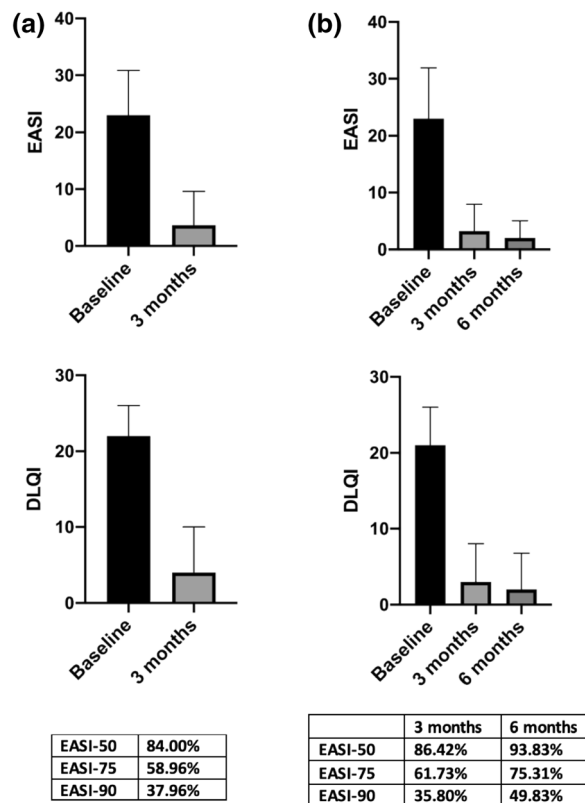 (a)
40
30
20
10
0
EASI
Baseline
3 months
(b)
40
30
20
10
0
EASI
Baseline
3 months
6 months
30
20
10
0
DLQI
Baseline
3 months
30
20
10
0
DLQI
Baseline
3 months
6 months
EASI-50 84.00%
EASI-75 58.96%
EASI-90 37.96%
3 months 6 months
EASI-50 86.42% 93.83%
EASI-75 61.73% 75.31%
EASI-90 35.80% 49.83%